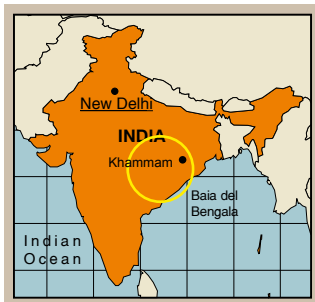 New Delhi
INDIA
Khammam
Baia del
Bengala
Indian
Ocean